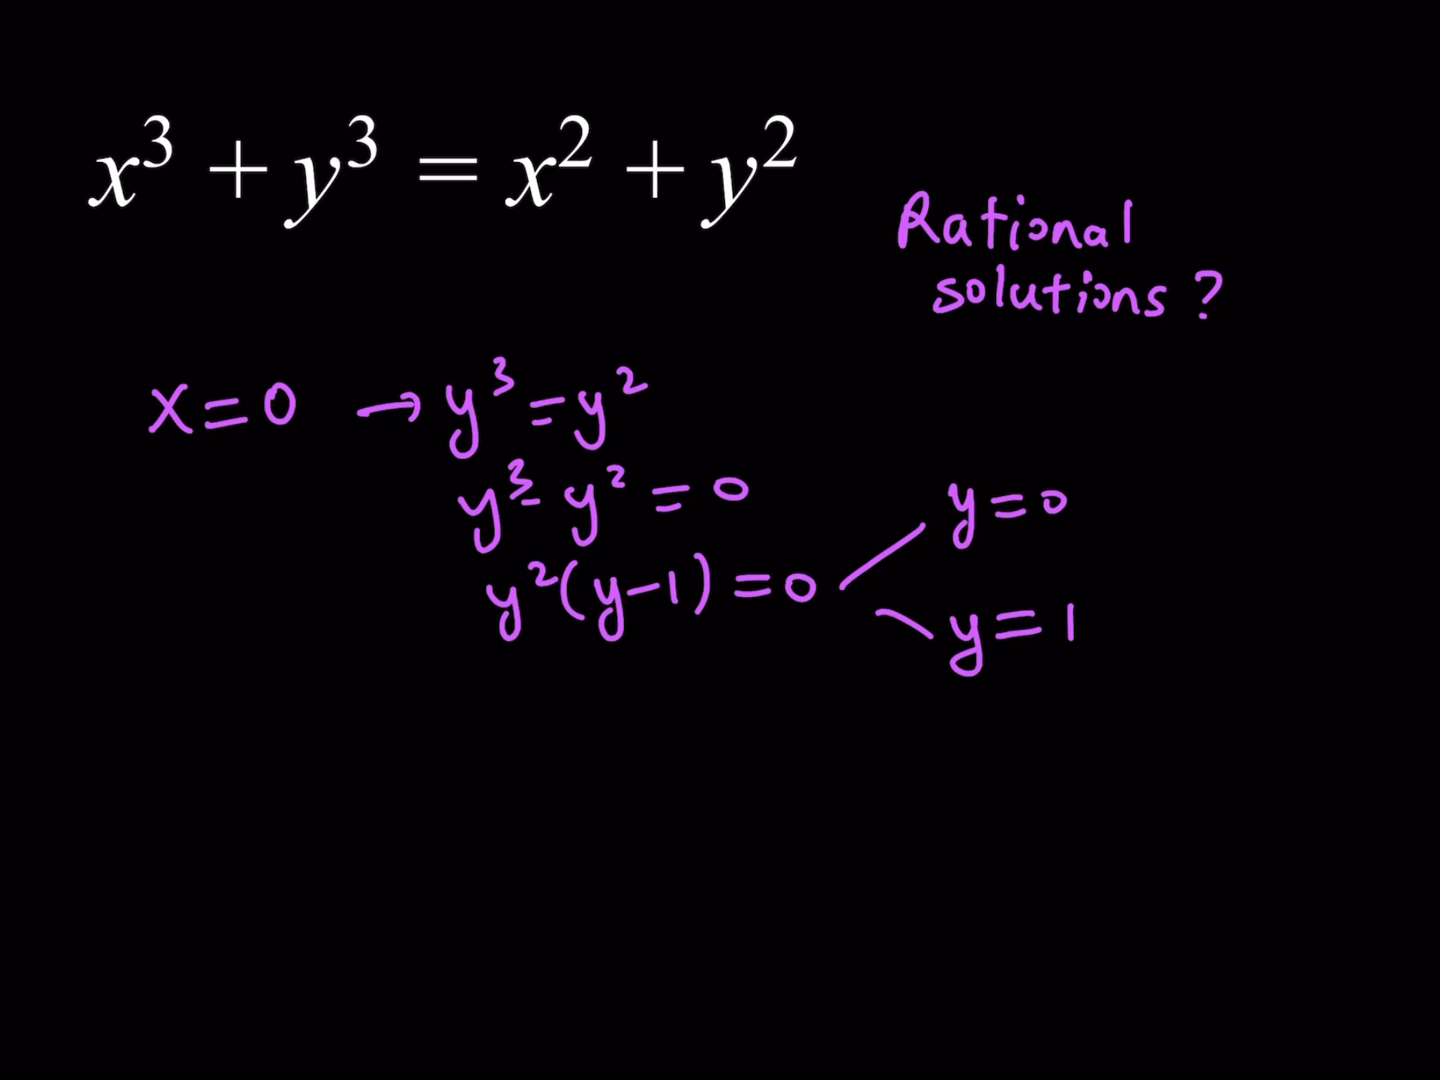 x³ + y³ = x² + y²
Rational
solutions?
x = 0 → y³ = y²
y³ - y² = 0
y = 0
y²(y-1) = 0
y = 1